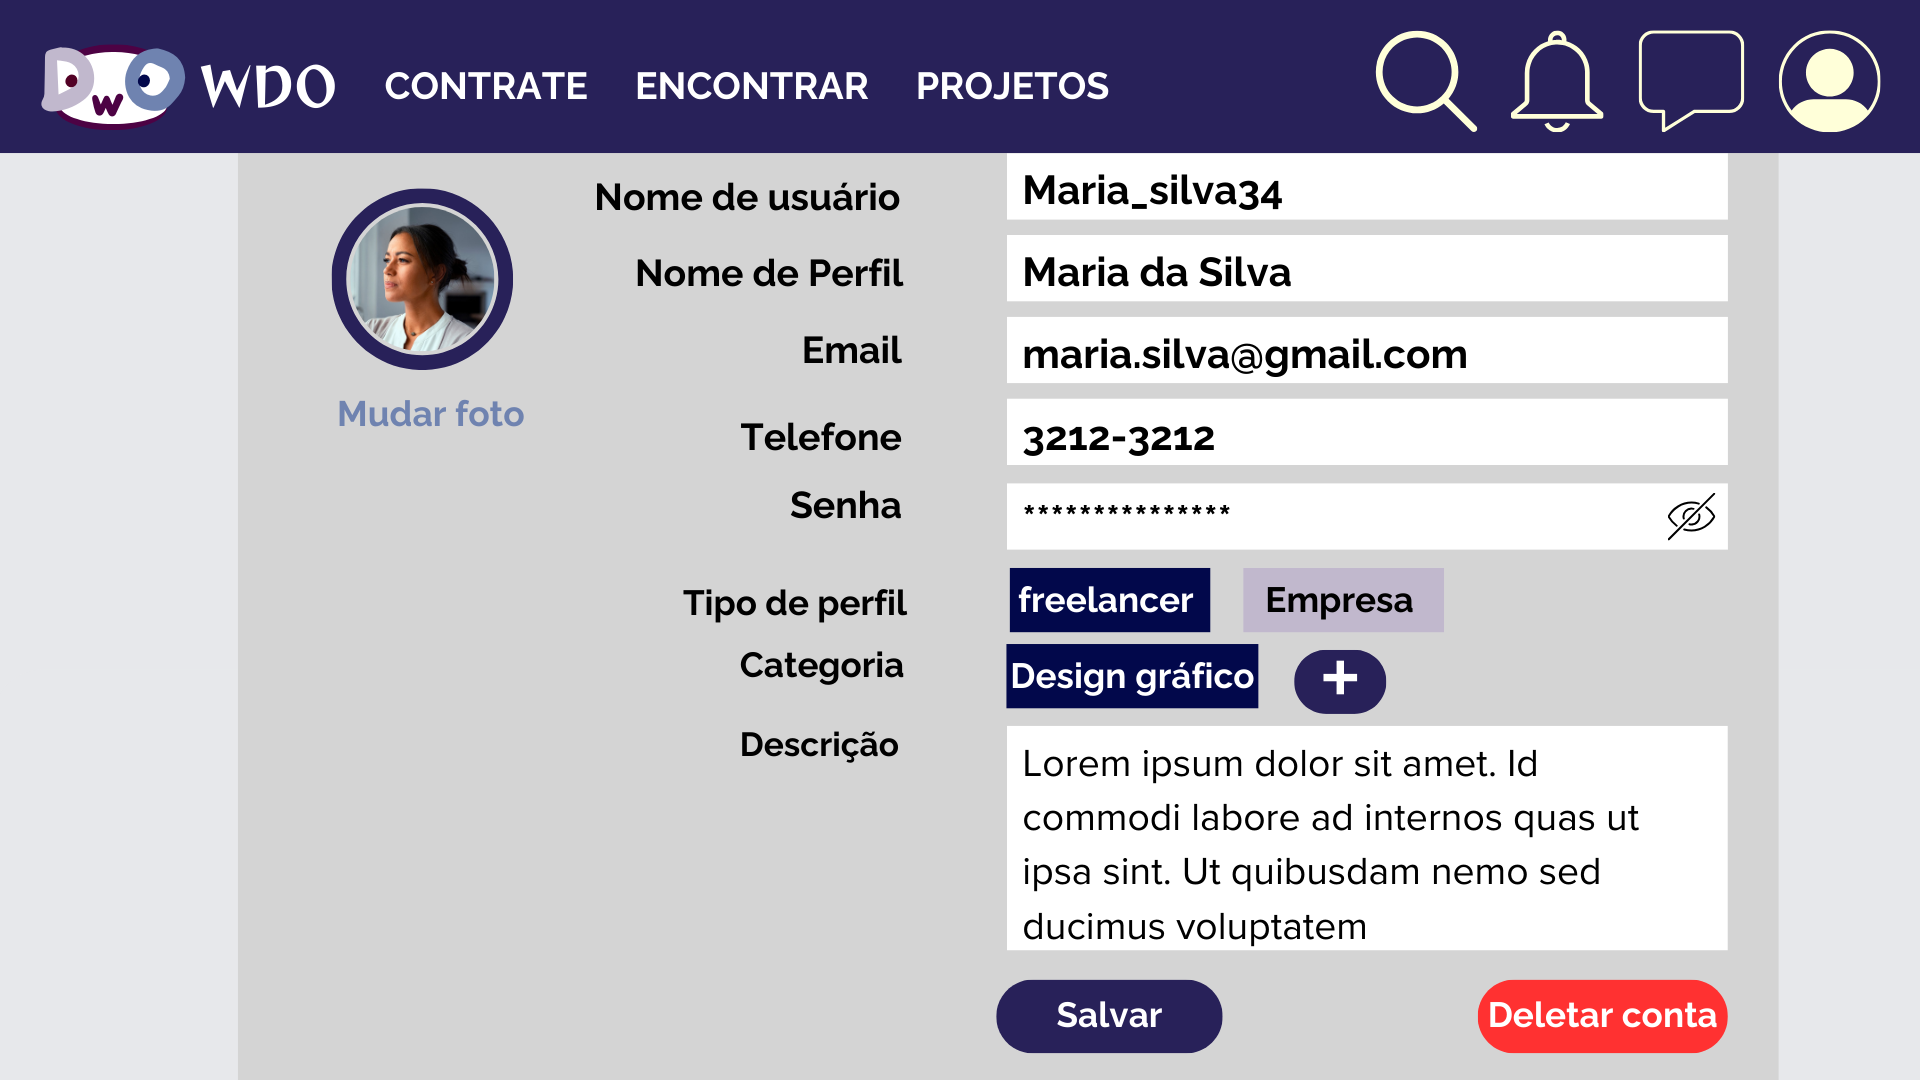 DwO WDO CONTRATE ENCONTRAR PROJETOS
Nome de usuário Maria_silva34
Nome de Perfil Maria da Silva
Email maria.silva@gmail.com
Mudar foto
Telefone 3212-3212
Senha ***************
Tipo de perfil freelancer Empresa
Categoria Design gráfico +
Descrição Lorem ipsum dolor sit amet. Id
commodi labore ad internos quas ut
ipsa sint. Ut quibusdam nemo sed
ducimus voluptatem
Salvar Deletar conta